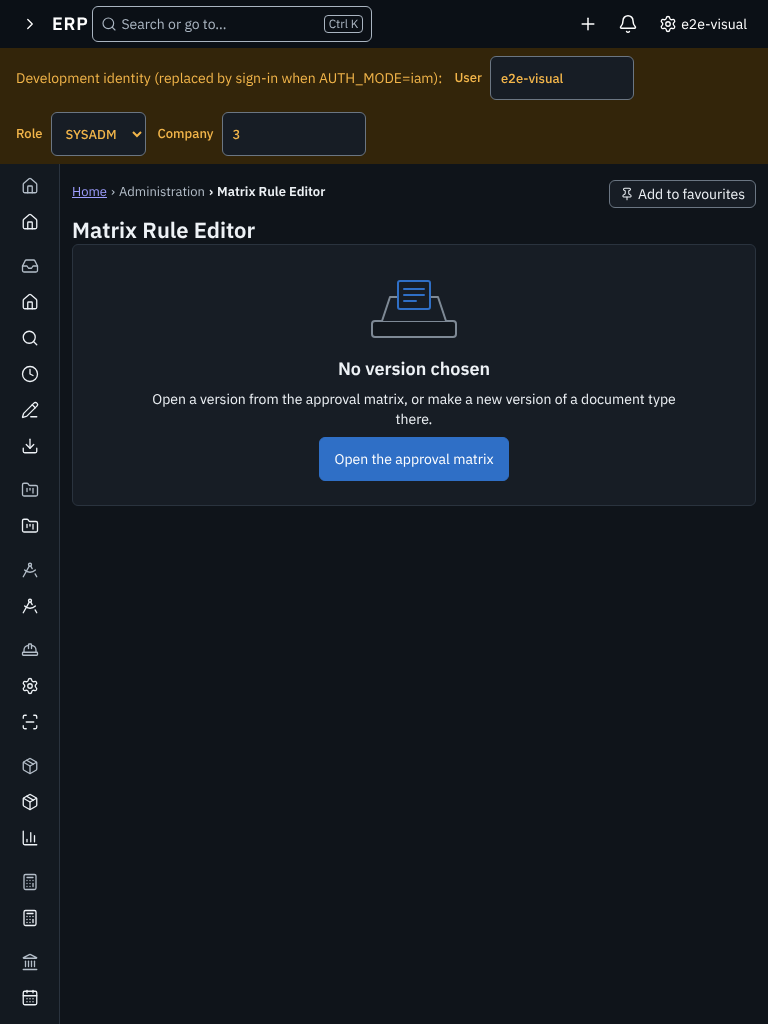 ERP
Search or go to...
Ctrl K
e2e-visual
Development identity (replaced by sign-in when AUTH_MODE=iam):
User
e2e-visual
Role
SYSADM
Company
3
Home › Administration › Matrix Rule Editor
Add to favourites
Matrix Rule Editor
No version chosen
Open a version from the approval matrix, or make a new version of a document type
there.
Open the approval matrix